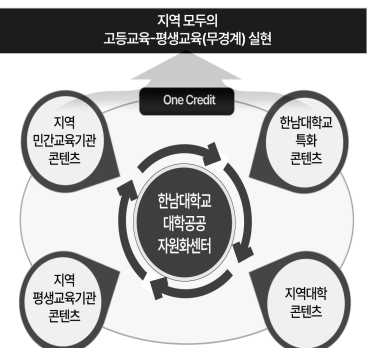 지역 모두의
고등교육-평생교육(무경계) 실현
One Credit
지역
민간교육기관
콘텐츠
한남대학교
특화
콘텐츠
한남대학교
대학공공
자원화센터
지역
평생교육기관
콘텐츠
지역대학
콘텐츠